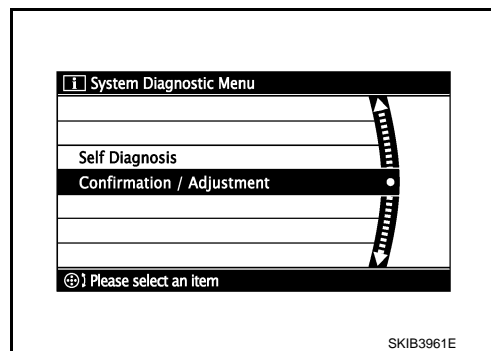 i System Diagnostic Menu
Self Diagnosis
Confirmation / Adjustment
Please select an item
SKIB3961E